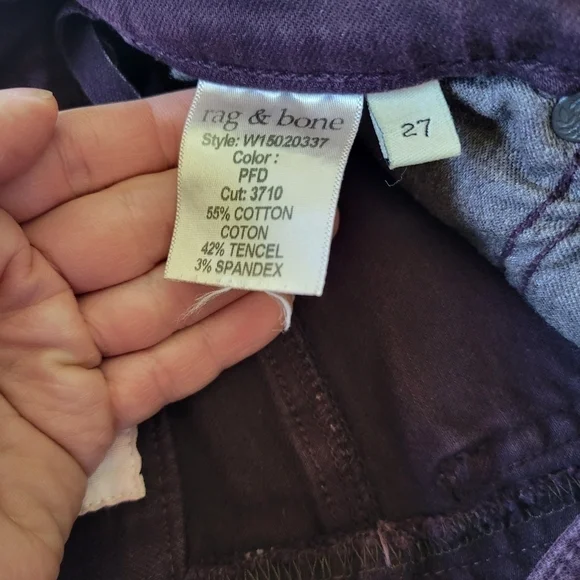 rag & bone
Style: W15020337
Color :
PFD
Cut: 3710
55% COTTON
COTON
42% TENCEL
3% SPANDEX
27